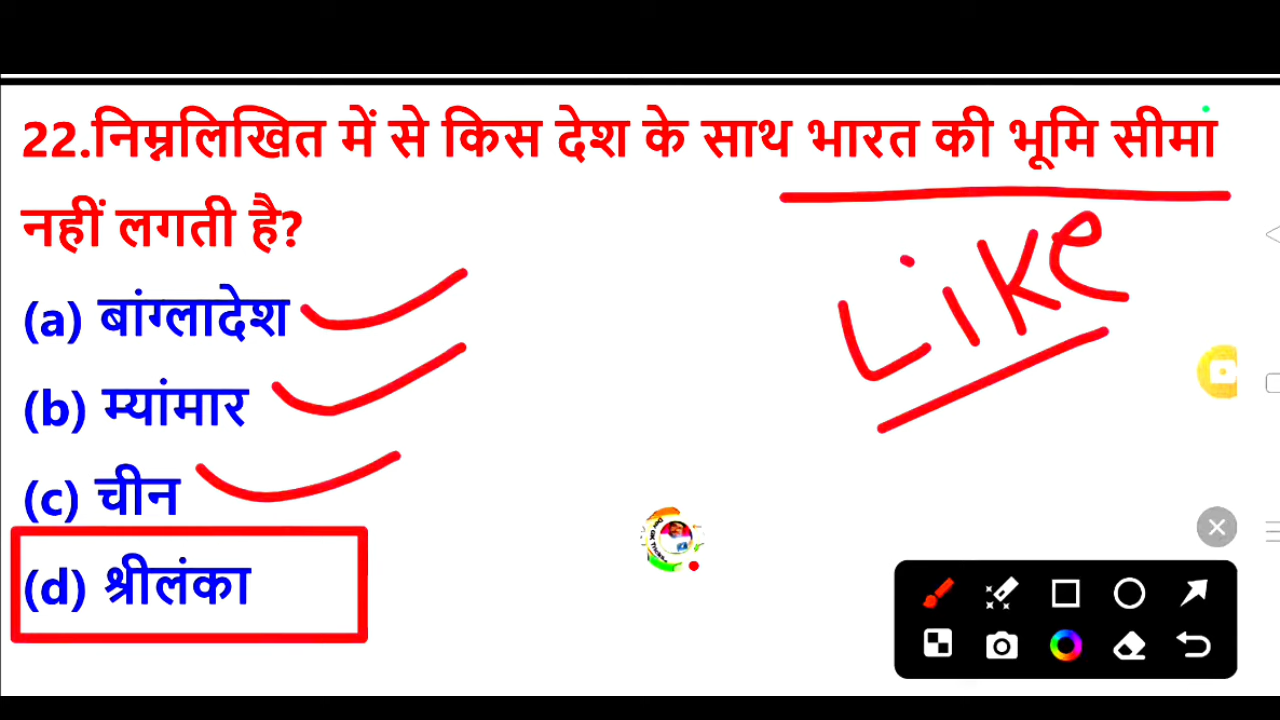 22.निम्नलिखित में से किस देश के साथ भारत की भूमि सीमा
नहीं लगती है?
Like
(a) बांग्लादेश
(b) म्यांमार
(c) चीन
(d) श्रीलंका